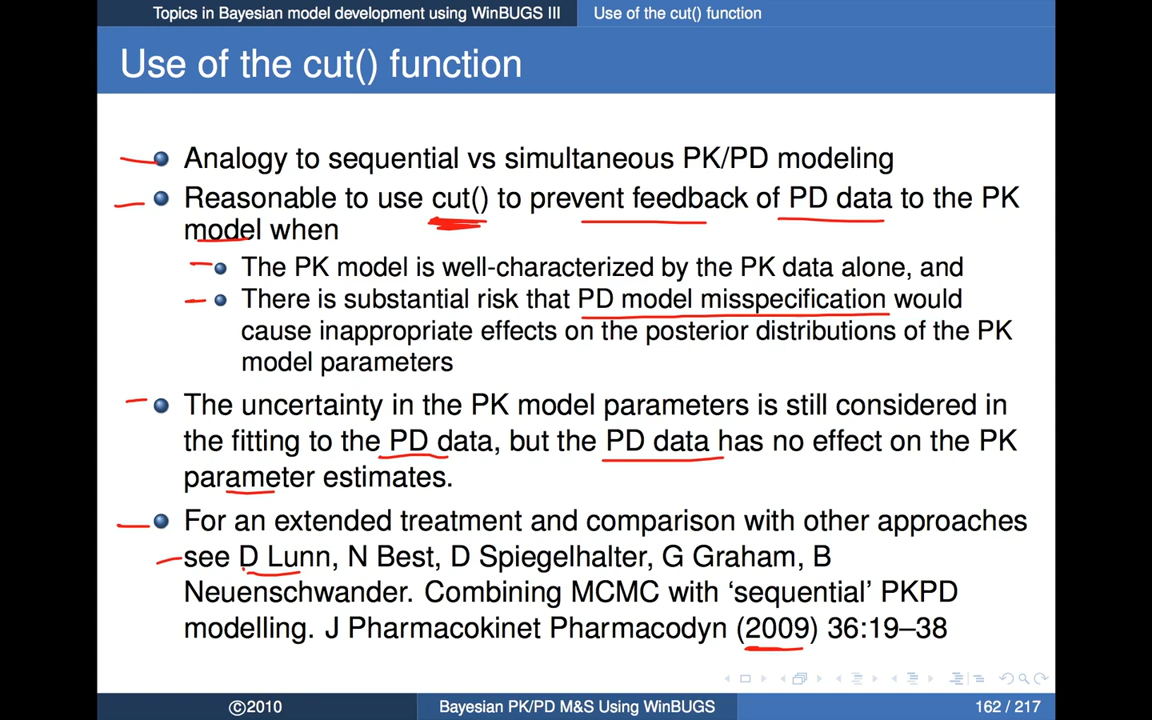 Topics in Bayesian model development using WinBUGS III Use of the cut() function
Use of the cut() function
Analogy to sequential vs simultaneous PK/PD modeling
Reasonable to use cut() to prevent feedback of PD data to the PK
model when
The PK model is well-characterized by the PK data alone, and
There is substantial risk that PD model misspecification would
cause inappropriate effects on the posterior distributions of the PK
model parameters
The uncertainty in the PK model parameters is still considered in
the fitting to the PD data, but the PD data has no effect on the PK
parameter estimates.
For an extended treatment and comparison with other approaches
see D Lunn, N Best, D Spiegelhalter, G Graham, B
Neuenschwander. Combining MCMC with ‘sequential’ PKPD
modelling. J Pharmacokinet Pharmacodyn (2009) 36:19–38
©2010 Bayesian PK/PD M&S Using WinBUGS 162 / 217